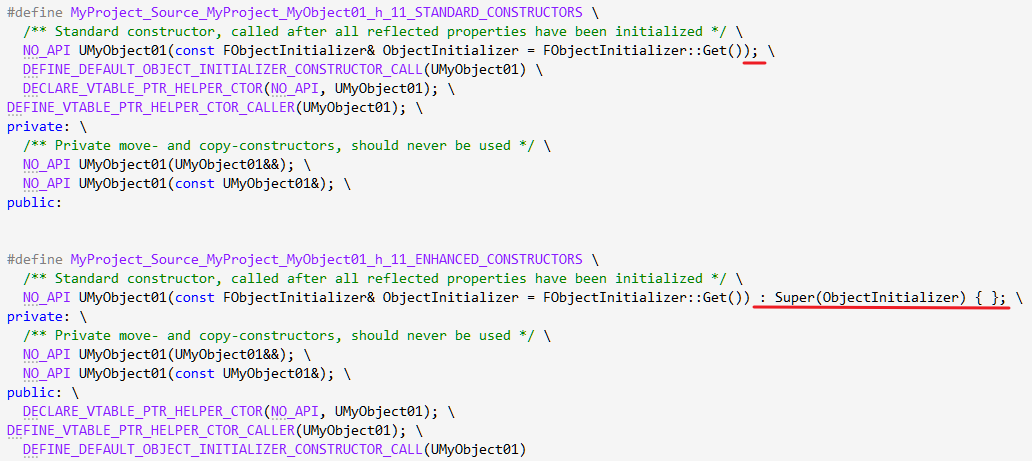 #define MyProject_Source_MyProject_MyObject01_h_11_STANDARD_CONSTRUCTORS \
/** Standard constructor, called after all reflected properties have been initialized */ \
NO_API UMyObject01(const FObjectInitializer& ObjectInitializer = FObjectInitializer::Get()); \
DEFINE_DEFAULT_OBJECT_INITIALIZER_CONSTRUCTOR_CALL(UMyObject01) \
DECLARE_VTABLE_PTR_HELPER_CTOR(NO_API, UMyObject01); \
DEFINE_VTABLE_PTR_HELPER_CTOR_CALLER(UMyObject01); \
private: \
/** Private move- and copy-constructors, should never be used */ \
NO_API UMyObject01(UMyObject01&&); \
NO_API UMyObject01(const UMyObject01&); \
public:
#define MyProject_Source_MyProject_MyObject01_h_11_ENHANCED_CONSTRUCTORS \
/** Standard constructor, called after all reflected properties have been initialized */ \
NO_API UMyObject01(const FObjectInitializer& ObjectInitializer = FObjectInitializer::Get()) : Super(ObjectInitializer) { }; \
private: \
/** Private move- and copy-constructors, should never be used */ \
NO_API UMyObject01(UMyObject01&&); \
NO_API UMyObject01(const UMyObject01&); \
public: \
DECLARE_VTABLE_PTR_HELPER_CTOR(NO_API, UMyObject01); \
DEFINE_VTABLE_PTR_HELPER_CTOR_CALLER(UMyObject01); \
DEFINE_DEFAULT_OBJECT_INITIALIZER_CONSTRUCTOR_CALL(UMyObject01)